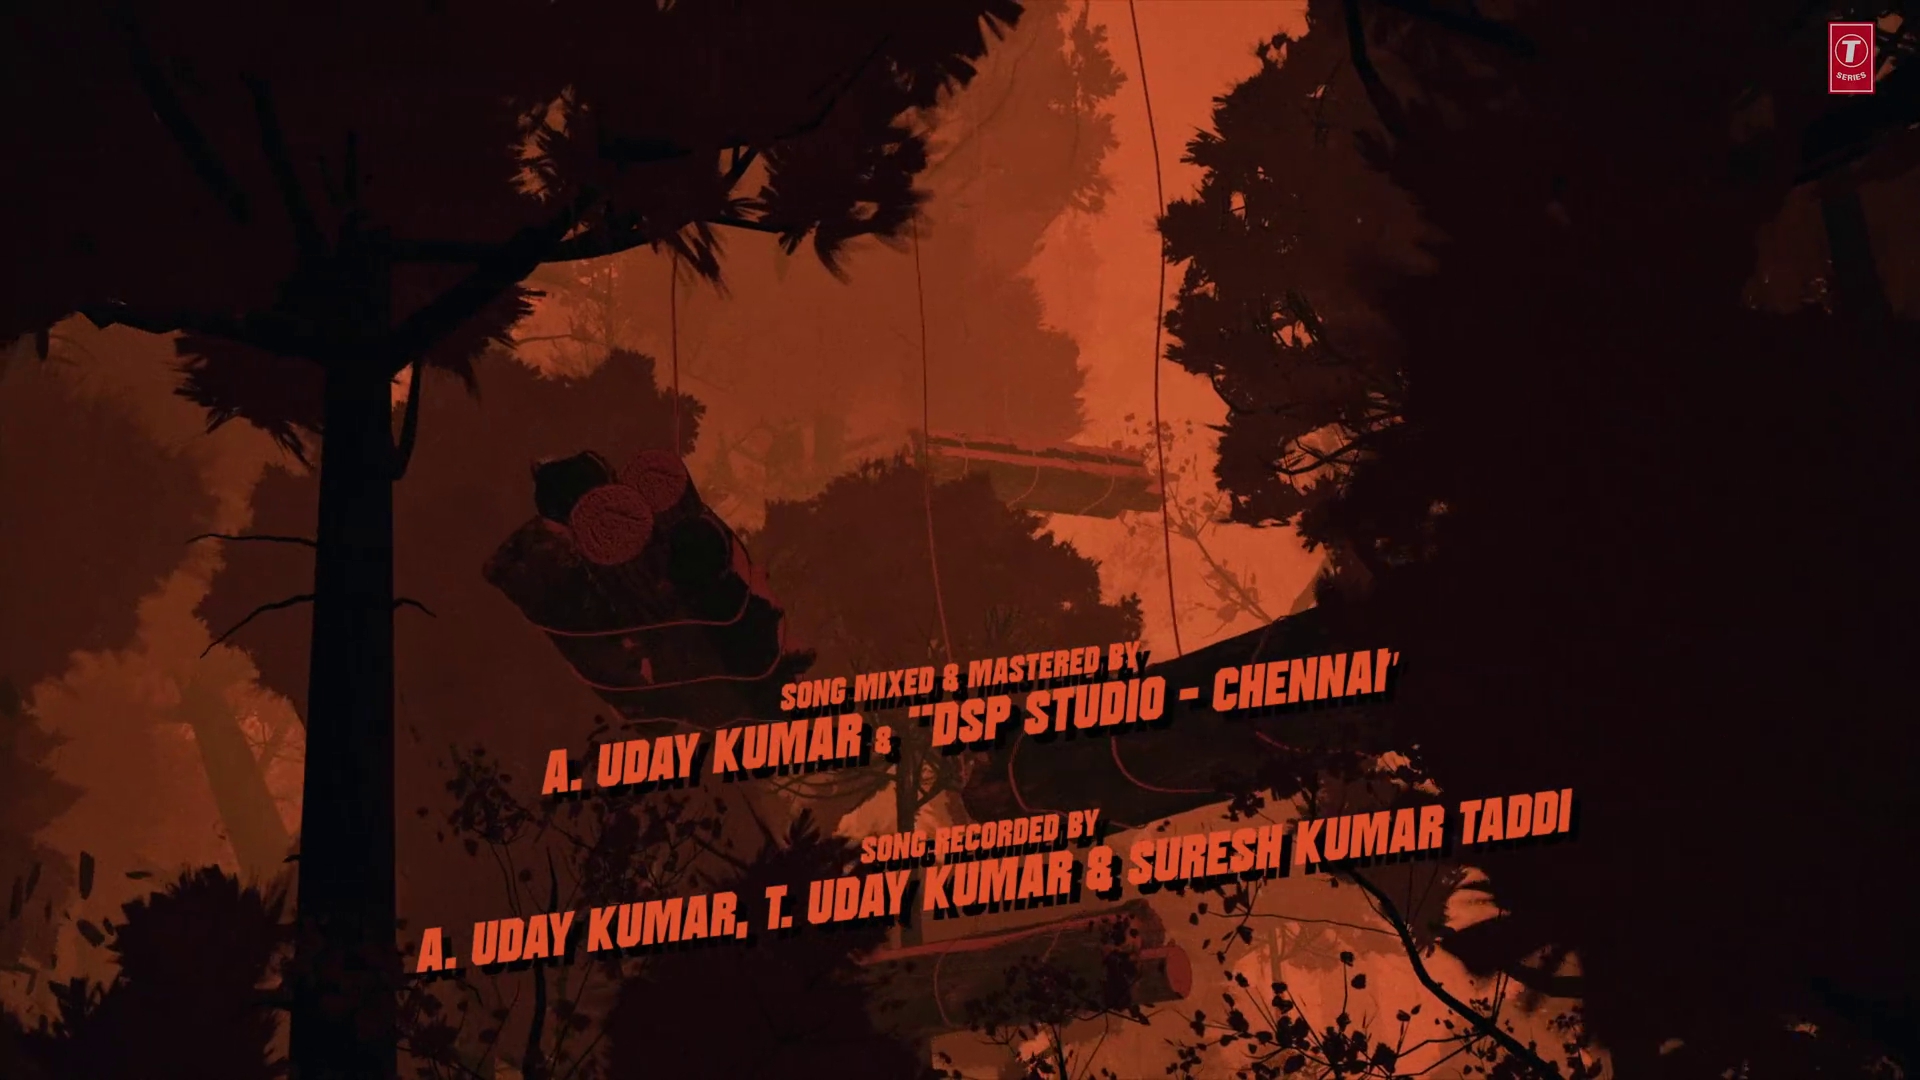 T
SERIES
SONG MIXED & MASTERED BY
A. UDAY KUMAR & "DSP STUDIO - CHENNAI"
SONG RECORDED BY
A. UDAY KUMAR, T. UDAY KUMAR & SURESH KUMAR TADDI